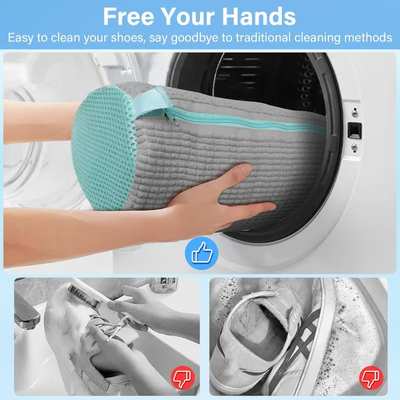 Free Your Hands
Easy to clean your shoes, say goodbye to traditional cleaning methods